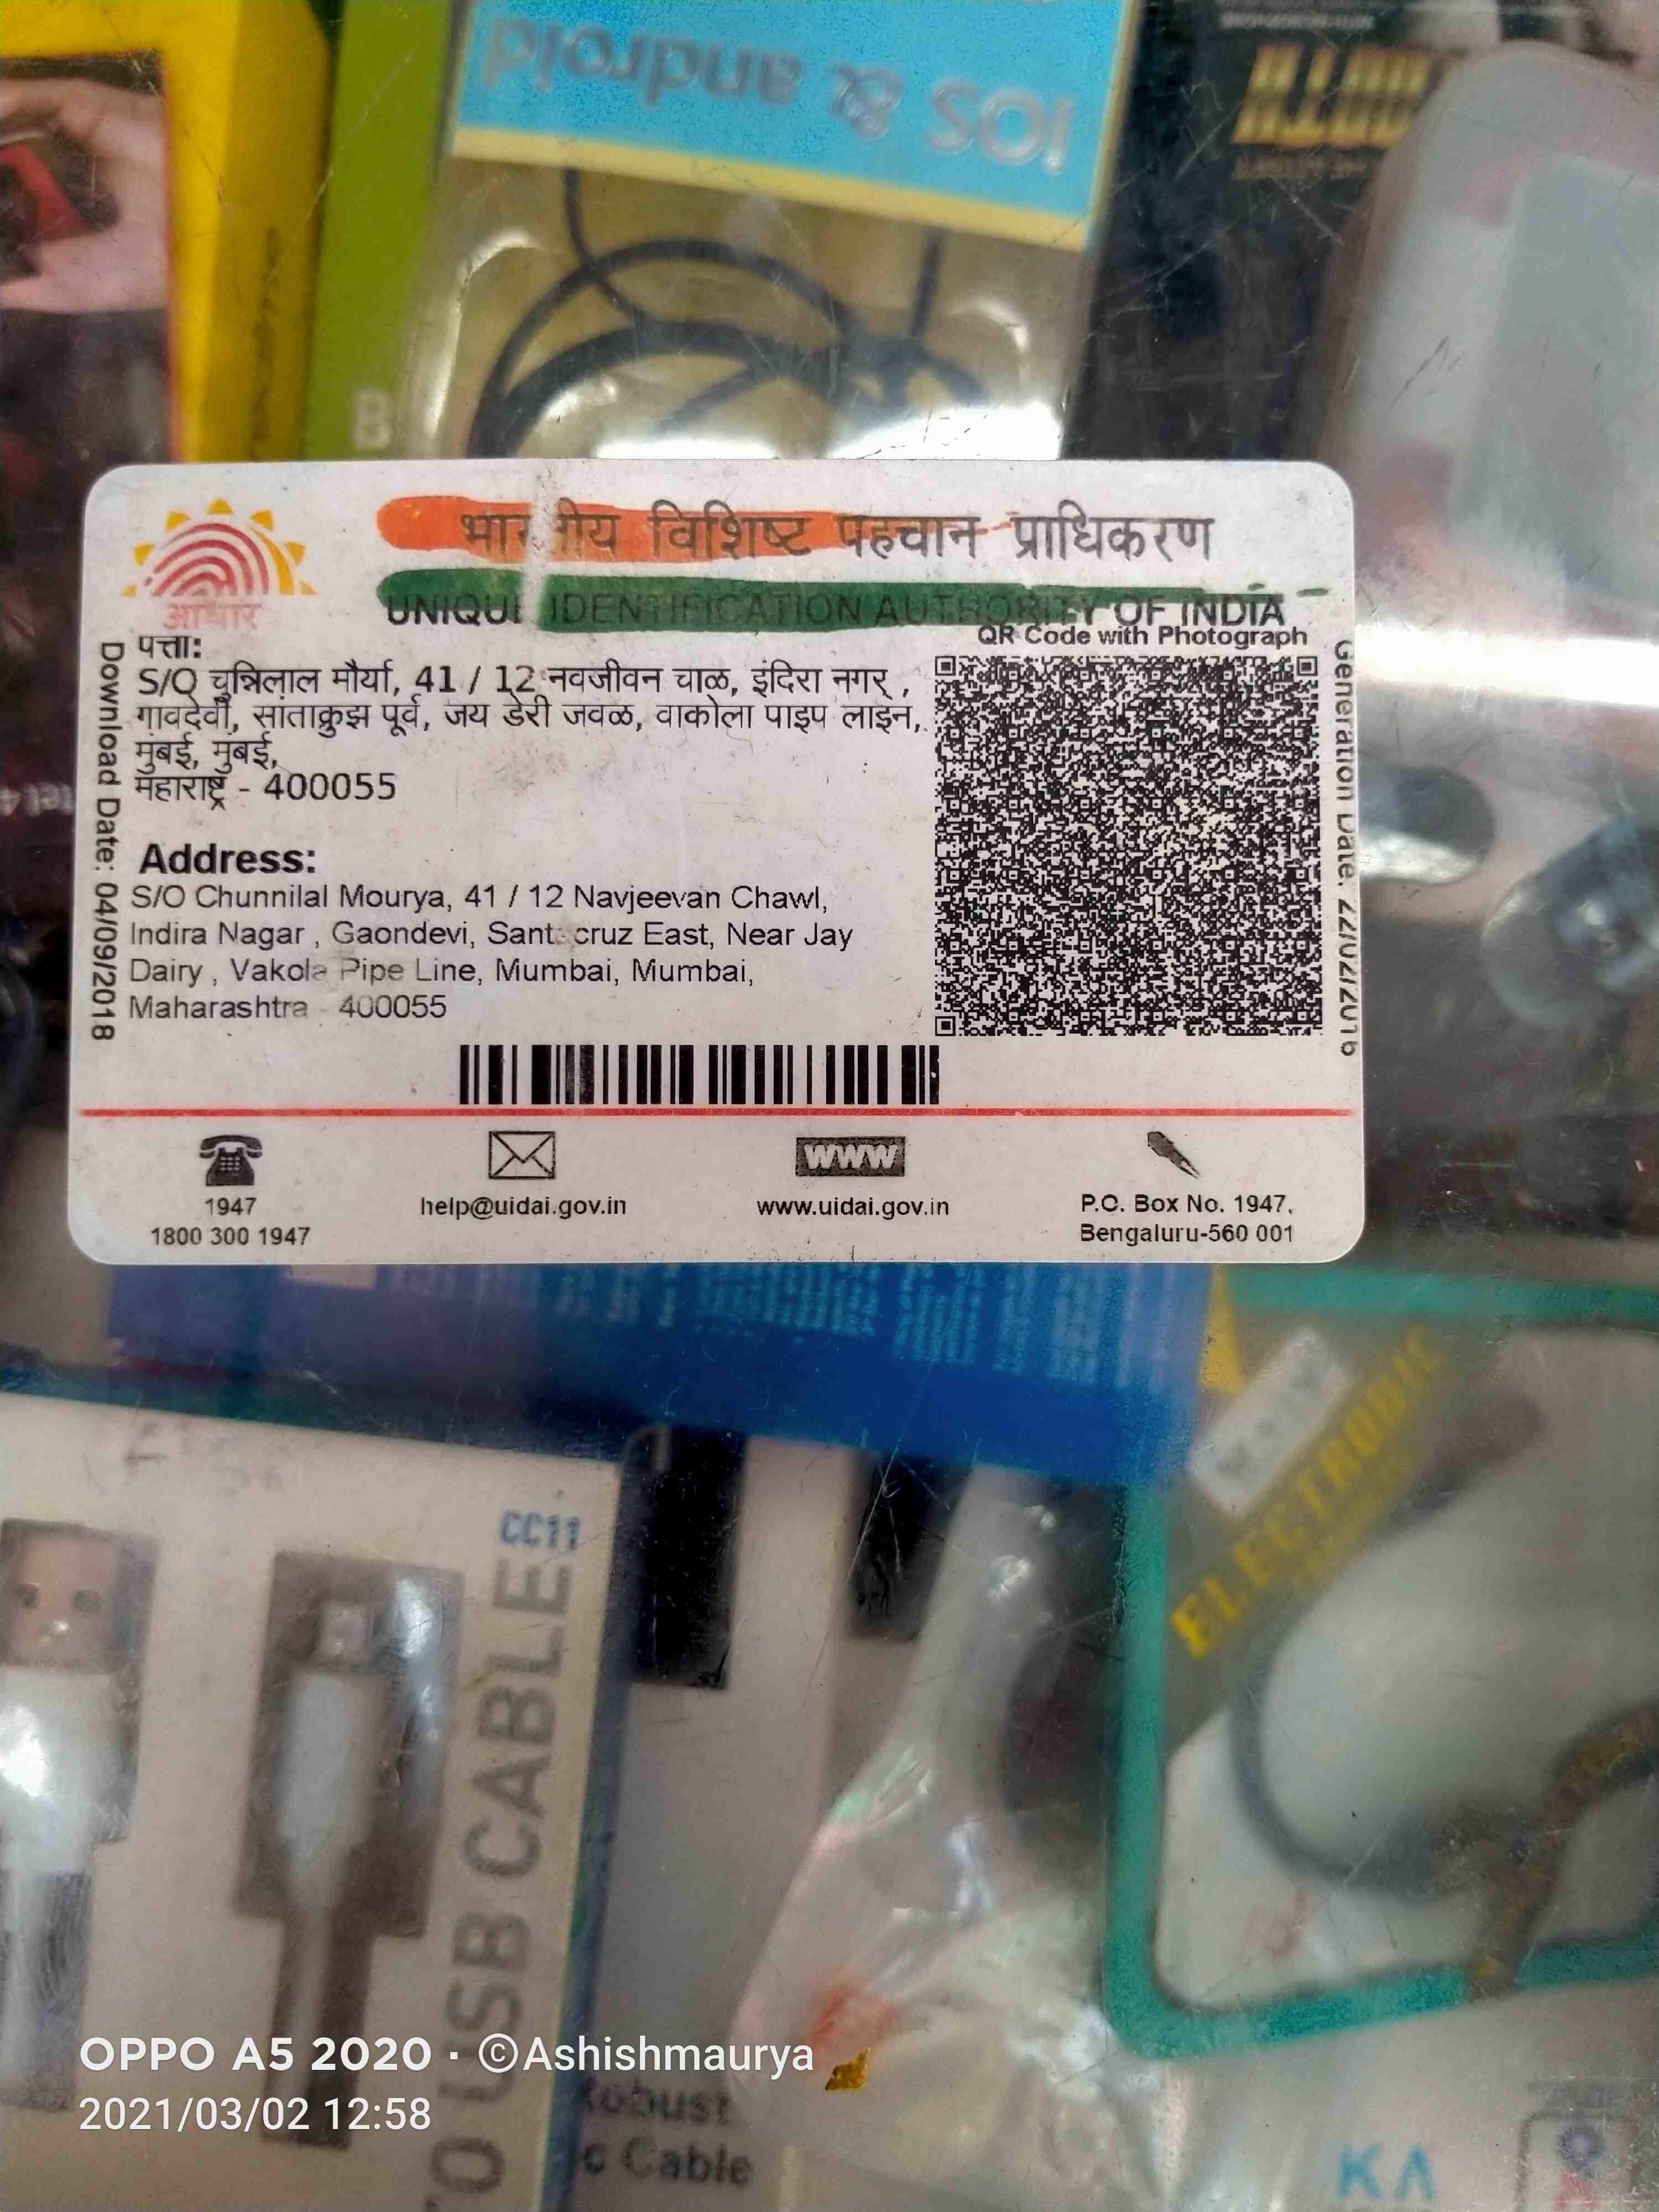 iOS & android
B
भारतीय विशिष्ट पहचान प्राधिकरण
UNIQUE IDENTIFICATION AUTHORITY OF INDIA
आधार
QR Code with Photograph
पत्ता:
S/O चुन्निलाल मौर्या, 41 / 12 नवजीवन चाळ, इंदिरा नगर ,
गावदेवी, सांताक्रुझ पूर्व, जय डेरी जवळ, वाकोला पाइप लाइन,
मुंबई, मुंबई,
महाराष्ट्र - 400055
Address:
S/O Chunnilal Mourya, 41 / 12 Navjeevan Chawl,
Indira Nagar , Gaondevi, Santacruz East, Near Jay
Dairy , Vakola Pipe Line, Mumbai, Mumbai,
Maharashtra - 400055
Download Date: 04/09/2018
Generation Date: 22/02/2016
WWW
1947
1800 300 1947
help@uidai.gov.in
www.uidai.gov.in
P.O. Box No. 1947,
Bengaluru-560 001
ELECTRONIC
CC11
TO USB CABLE
Robust
c Cable
OPPO A5 2020 · ©Ashishmaurya
2021/03/02 12:58